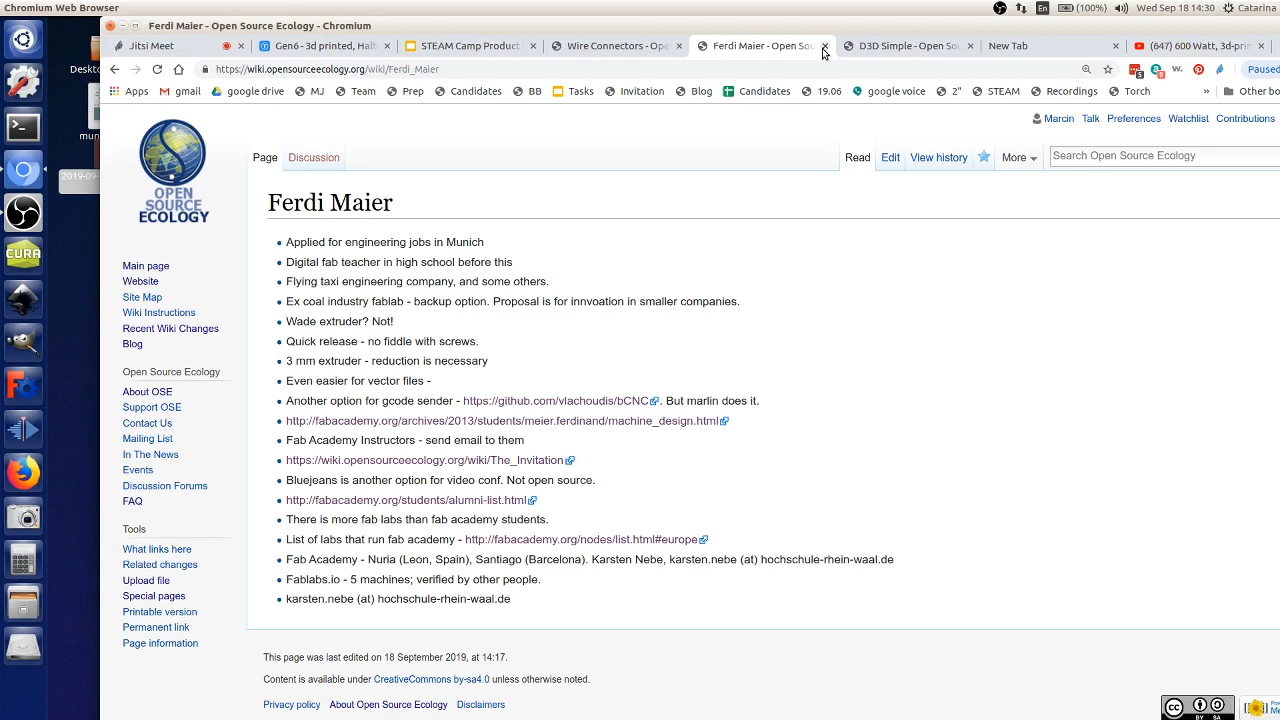 Chromium Web Browser
En
(100%)
Wed Sep 18 14:30
Catarina
Ferdi Maier - Open Source Ecology - Chromium
Jitsi Meet
Gen6 - 3d printed, Halb
STEAM Camp Product
Wire Connectors - Ope
Ferdi Maier - Open Sou
D3D Simple - Open So
New Tab
(640) 20 Watt, 3d-p
https://wiki.opensourceecology.org/wiki/Ferdi_Maier
Paused
Apps
gmail
google drive
MJ
Team
Prep
Candidates
CJ
Tasks
Invitation
Blog
Candidates
19.06
google voice
2"
STEAM
Recordings
Torch
»
Other bo
Deskto
mun
2019-09-
CURA
OPEN
SOURCE
ECOLOGY
Marcin
Talk
Preferences
Watchlist
Contributions
Page
Discussion
Read
Edit
View history
More
Search Open Source Ecology
Main page
Website
Site Map
Wiki Instructions
Recent Wiki Changes
Blog
Open Source Ecology
About OSE
Support OSE
Contact Us
Mailing List
In The News
Events
Discussion Forums
FAQ
Tools
What links here
Related changes
Upload file
Special pages
Printable version
Permanent link
Page information
Ferdi Maier
Applied for engineering jobs in Munich
Digital fab teacher in high school before this
Flying taxi engineering company, and some others.
Ex coal industry fablab - backup option. Proposal is for innvoation in smaller companies.
Wade extruder? Not!
Quick release - no fiddle with screws.
3 mm extruder - reduction is necessary
Even easier for vector files -
Another option for gcode sender - https://github.com/vlachoudis/bCNC. But marlin does it.
http://fabacademy.org/archives/2013/students/meier.ferdinand/machine_design.html
Fab Academy Instructors - send email to them
https://wiki.opensourceecology.org/wiki/The_Invitation
Bluejeans is another option for video conf. Not open source.
http://fabacademy.org/students/alumni-list.html
There is more fab labs than fab academy students.
List of labs that run fab academy - http://fabacademy.org/nodes/list.html#europe
Fab Academy - Nuria (Leon, Spain), Santiago (Barcelona). Karsten Nebe, karsten.nebe (at) hochschule-rhein-waal.de
Fablabs.io - 5 machines; verified by other people.
karsten.nebe (at) hochschule-rhein-waal.de
This page was last edited on 18 September 2019, at 14:17.
Content is available under CreativeCommons by-sa4.0 unless otherwise noted.
Privacy policy
About Open Source Ecology
Disclaimers
CC
BY SA